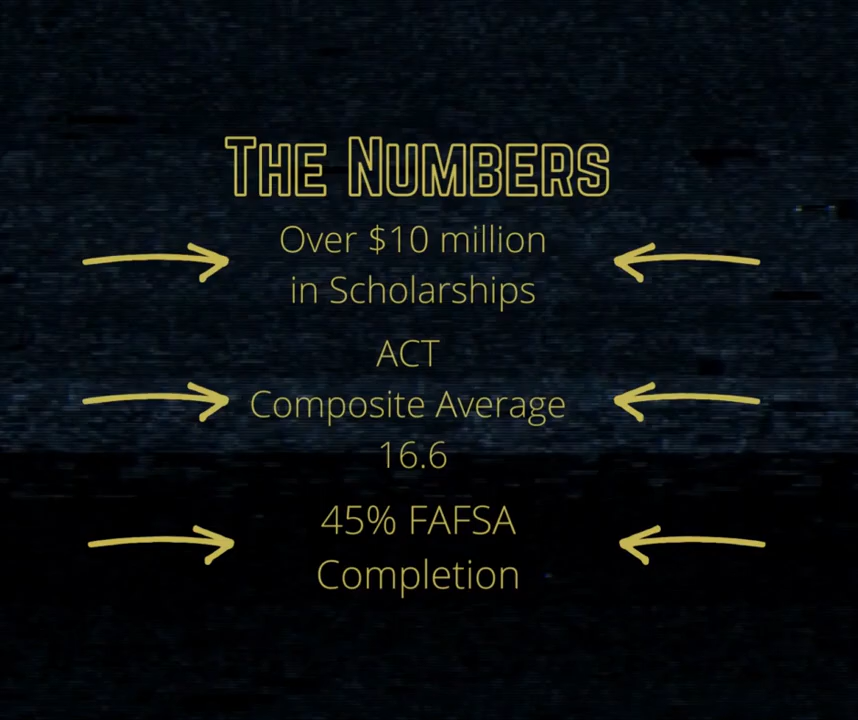 The Numbers
Over $10 million
in Scholarships
ACT
Composite Average
16.6
45% FAFSA
Completion